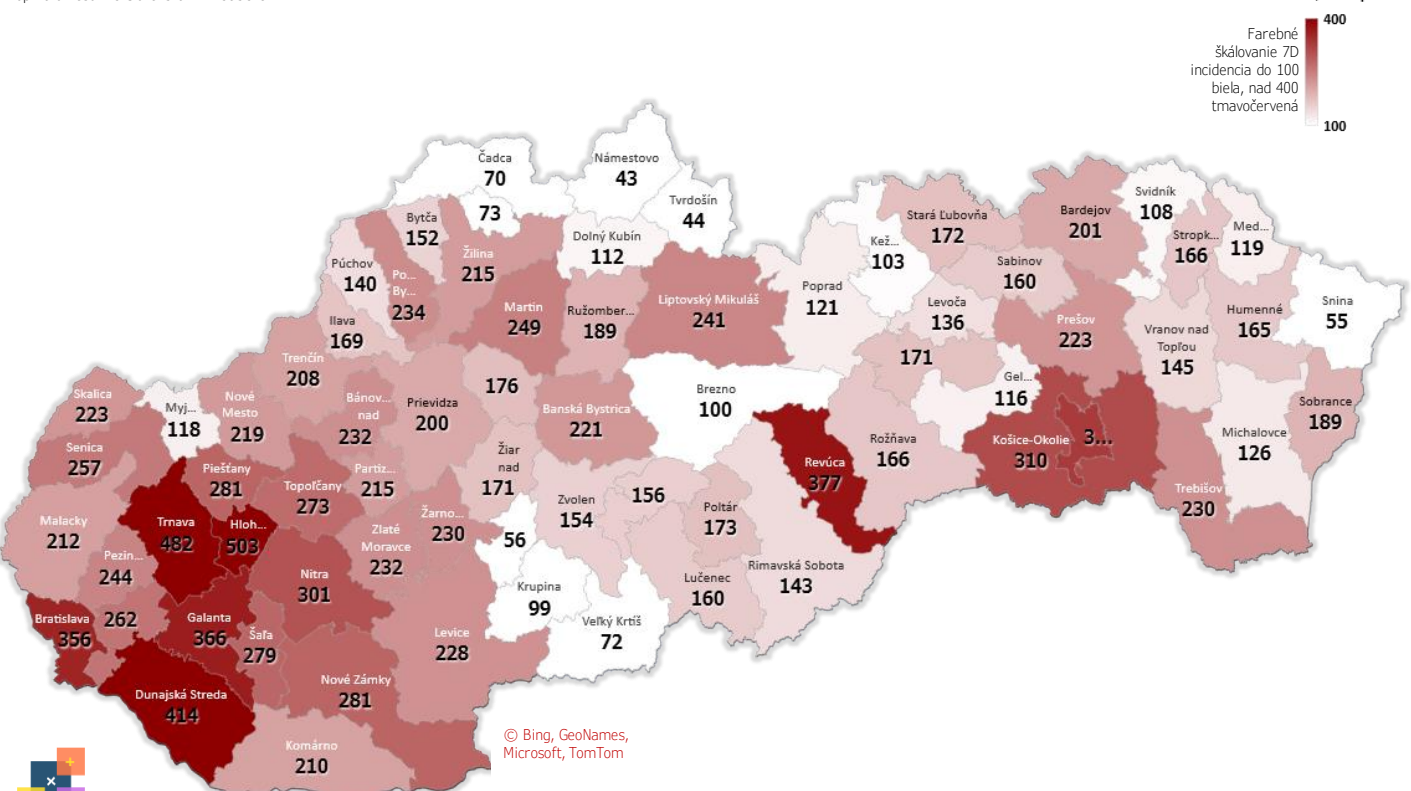 400
Farebné
škálovanie 7D
incidencia do 100
biela, nad 400
tmavočervená
100
Čadca
70
Námestovo
43
73
Tvrdošín
44
Bytča
152
Dolný Kubín
112
Žilina
215
Púchov
140
Po...
By...
234
Martin
249
Ružomber...
189
Liptovský Mikuláš
241
Poprad
121
Kež...
103
Stará Ľubovňa
172
Bardejov
201
Svidník
108
Stropk...
166
Med...
119
Sabinov
160
Levoča
136
Prešov
223
Vranov nad
Topľou
145
Humenné
165
Snina
55
Ilava
169
Trenčín
208
171
Gel...
116
Skalica
223
Myj...
118
Nové
Mesto
219
Bánov...
nad
232
Prievidza
200
176
Banská Bystrica
221
Brezno
100
Sobrance
189
Michalovce
126
Senica
257
Piešťany
281
Topoľčany
273
Partiz...
215
Žiar
nad
171
Revúca
377
Rožňava
166
Košice-Okolie
310
3...
Trebišov
230
Malacky
212
Trnava
482
Hloh...
503
Žarno...
230
Zvolen
154
156
Poltár
173
Zlaté
Moravce
232
56
Pezin...
244
Nitra
301
Krupina
99
Lučenec
160
Rimavská Sobota
143
Bratislava
356
262
Galanta
366
Šaľa
279
Levice
228
Veľký Krtíš
72
Dunajská Streda
414
Nové Zámky
281
Komárno
210
© Bing, GeoNames,
Microsoft, TomTom